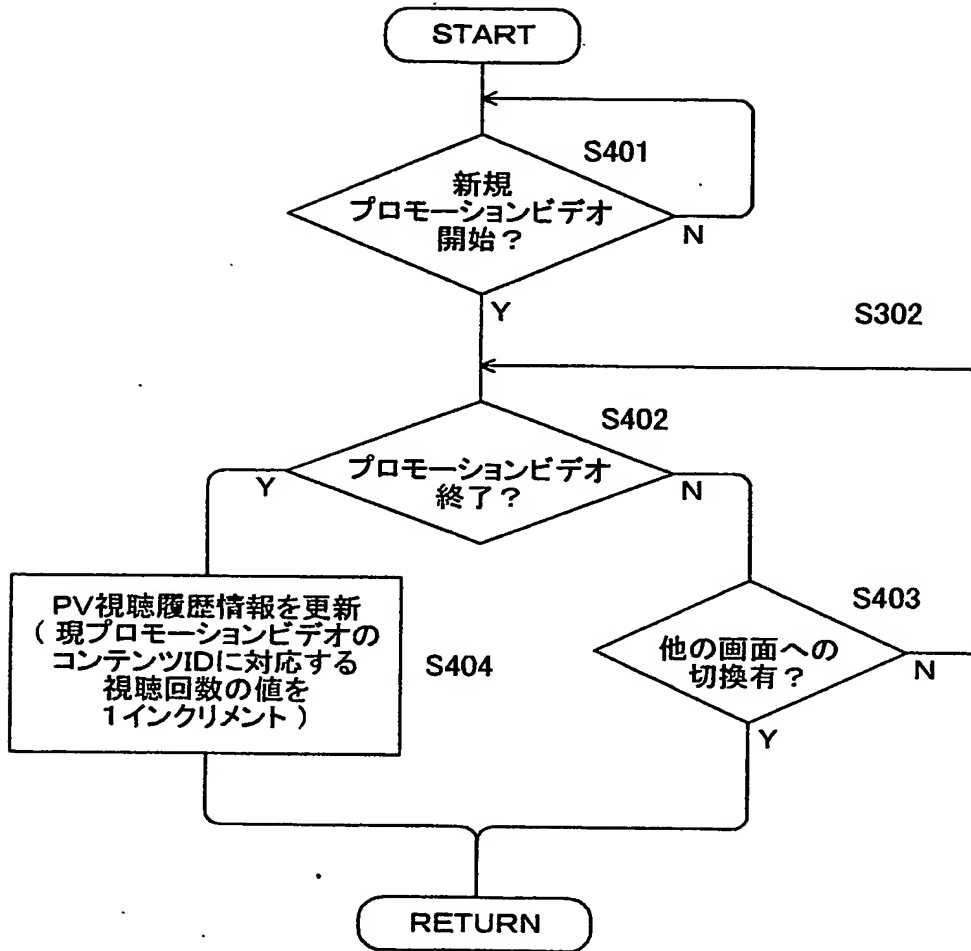 START
S401
新規
プロモーションビデオ
開始？
N
Y
S302
S402
プロモーションビデオ
終了？
Y
N
PV視聴履歴情報を更新
（現プロモーションビデオの
コンテンツIDに対応する
視聴回数の値を
1インクリメント）
S404
S403
他の画面への
切換有？
N
Y
RETURN